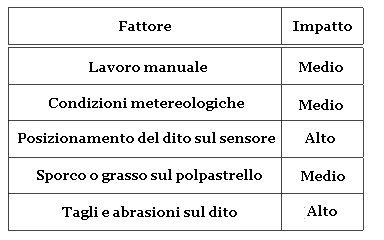 Fattore Impatto
Lavoro manuale Medio
Condizioni metereologiche Medio
Posizionamento del dito sul sensore Alto
Sporco o grasso sul polpastrello Medio
Tagli e abrasioni sul dito Alto